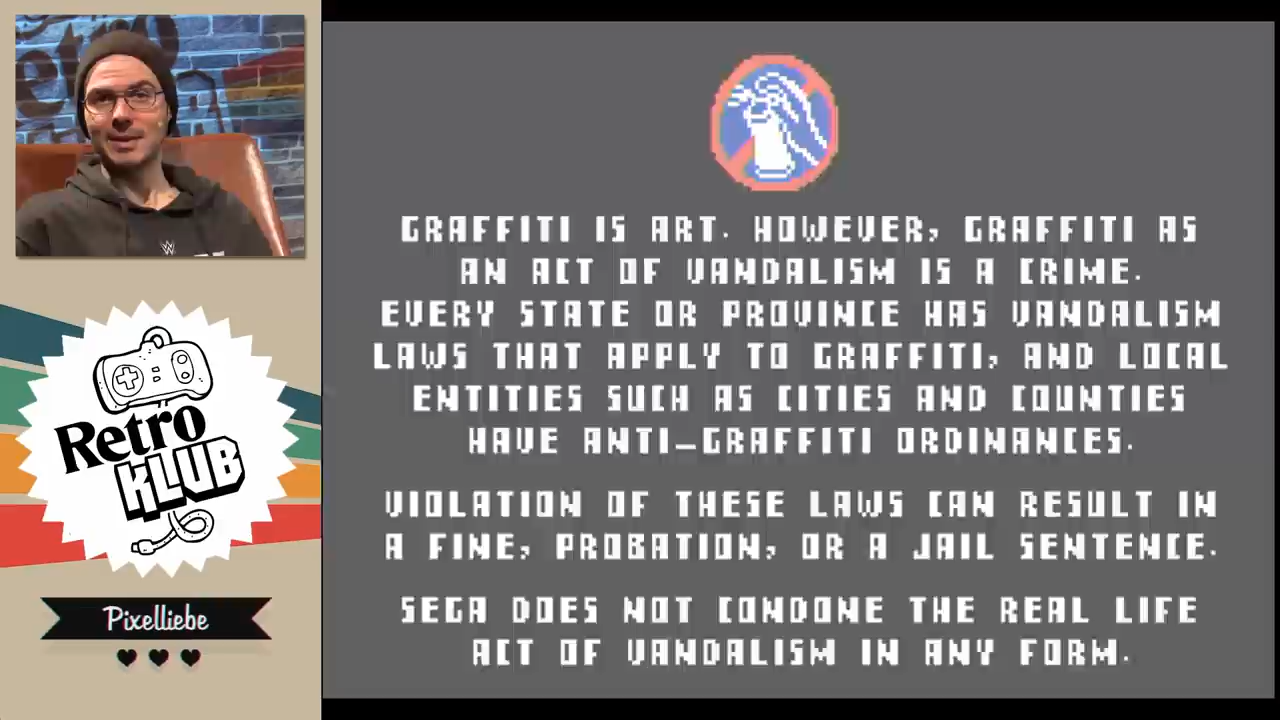 GRAFFITI IS ART. HOWEVER, GRAFFITI AS
AN ACT OF VANDALISM IS A CRIME.
EVERY STATE OR PROVINCE HAS VANDALISM
LAWS THAT APPLY TO GRAFFITI, AND LOCAL
ENTITIES SUCH AS CITIES AND COUNTIES
HAVE ANTI-GRAFFITI ORDINANCES.
VIOLATION OF THESE LAWS CAN RESULT IN
A FINE, PROBATION, OR A JAIL SENTENCE.
SEGA DOES NOT CONDONE THE REAL LIFE
ACT OF VANDALISM IN ANY FORM.
Retro
KLUB
Pixelliebe
W